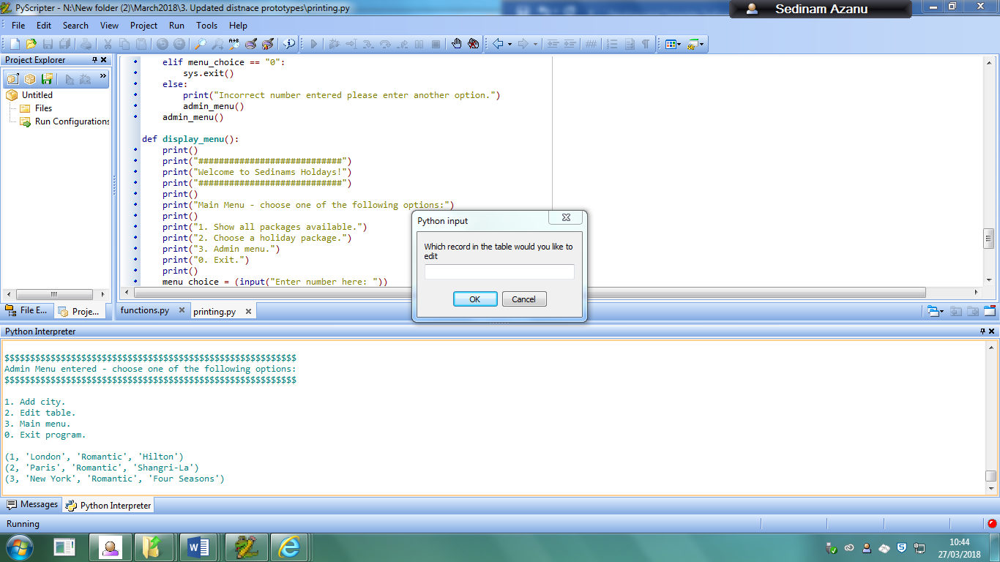 PyScripter - N:\New folder (2)\March2018\3. Updated distnace prototypes\printing.py
Sedinam Azanu
File Edit Search View Project Run Tools Help
Project Explorer
Untitled
Files
Run Configurations
File E...
Proje...
elif menu_choice == "0":
sys.exit()
else:
print("Incorrect number entered please enter another option.")
admin_menu()
admin_menu()
def display_menu():
print()
print("############################")
print("Welcome to Sedinams Holdays!")
print("############################")
print()
print("Main Menu - choose one of the following options:")
print()
print("1. Show all packages available.")
print("2. Choose a holiday package.")
print("3. Admin menu.")
print("0. Exit.")
print()
menu choice = (input("Enter number here: "))
functions.py
printing.py
Python input
Which record in the table would you like to
edit
OK Cancel
Python Interpreter
$$$$$$$$$$$$$$$$$$$$$$$$$$$$$$$$$$$$$$$$$$$$$$$$$$$$$$$$$
Admin Menu entered - choose one of the following options:
$$$$$$$$$$$$$$$$$$$$$$$$$$$$$$$$$$$$$$$$$$$$$$$$$$$$$$$$$
1. Add city.
2. Edit table.
3. Main menu.
0. Exit program.
(1, 'London', 'Romantic', 'Hilton')
(2, 'Paris', 'Romantic', 'Shangri-La')
(3, 'New York', 'Romantic', 'Four Seasons')
Messages
Python Interpreter
Running
10:44
27/03/2018